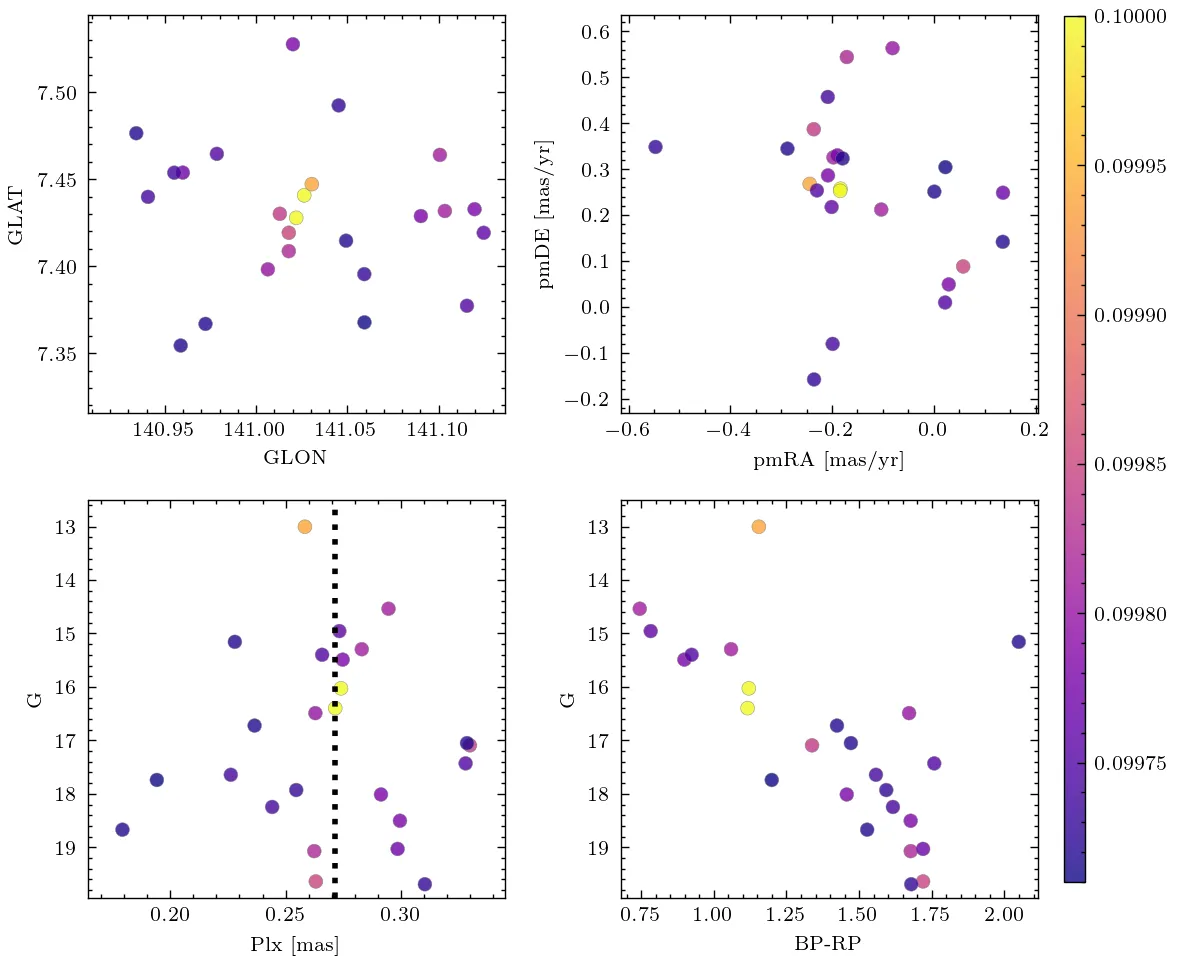 7.50
7.45
7.40
7.35
GLAT
140.95 141.00 141.05 141.10
GLON
0.6
0.5
0.4
0.3
0.2
0.1
0.0
−0.1
−0.2
pmDE [mas/yr]
−0.6 −0.4 −0.2 0.0 0.2
pmRA [mas/yr]
0.10000
0.09995
0.09990
0.09985
0.09980
0.09975
13
14
15
16
17
18
19
G
0.20 0.25 0.30
Plx [mas]
13
14
15
16
17
18
19
G
0.75 1.00 1.25 1.50 1.75 2.00
BP-RP